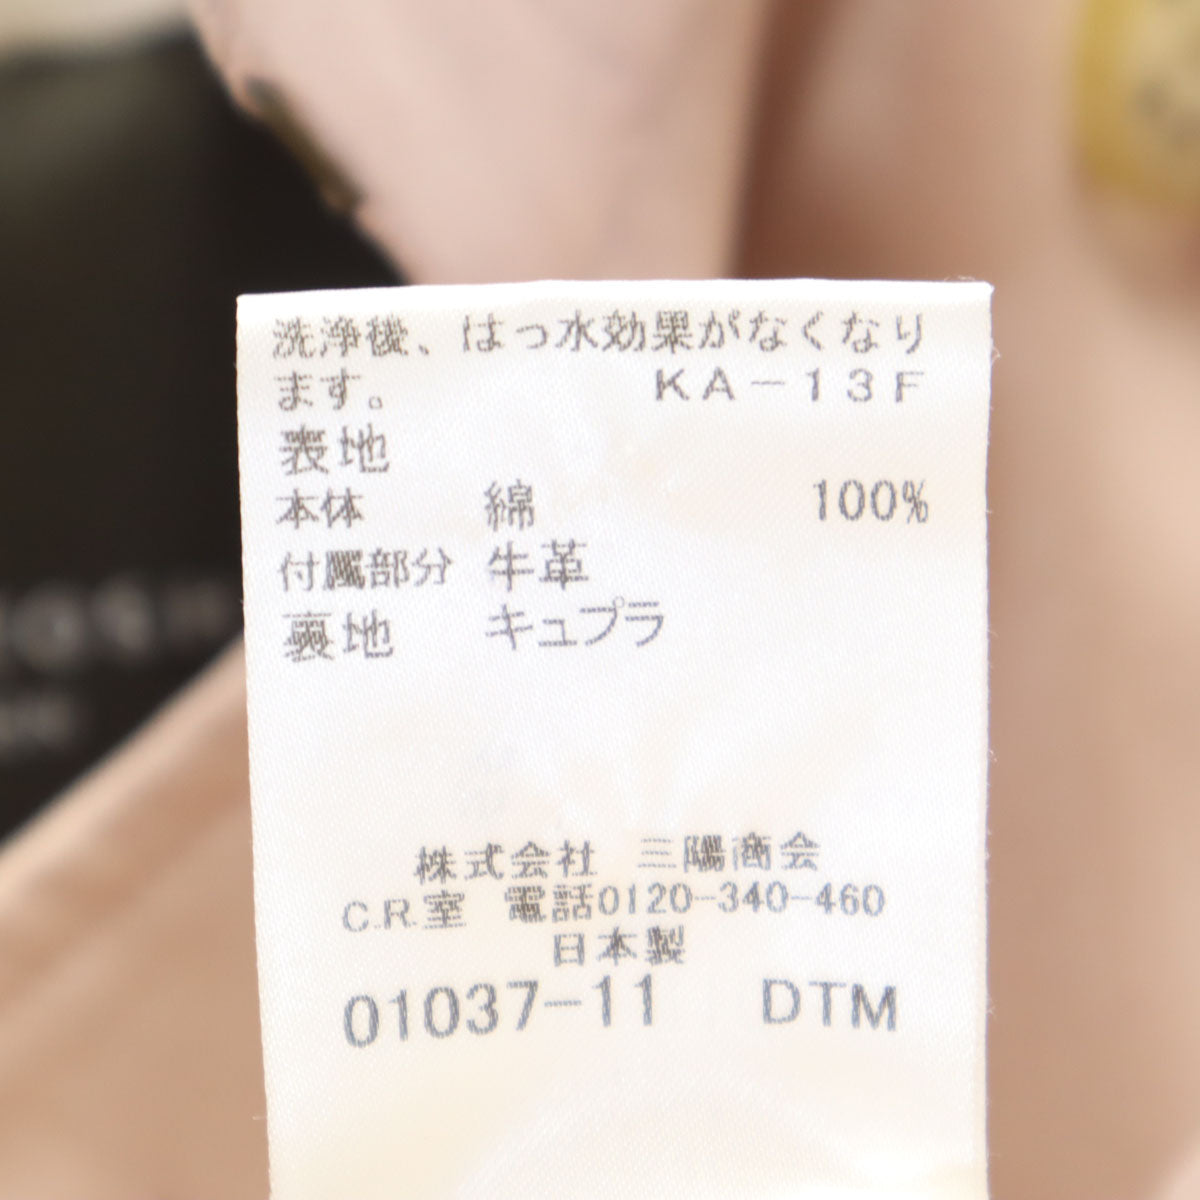 洗浄後、はっ水効果がなくなり
ます。 KA-13F
表地
本体 綿 100%
付属部分 牛革
裏地 キュプラ
株式会社 三陽商会
C.R.室 電話0120-340-460
日本製
01037-11 DTM